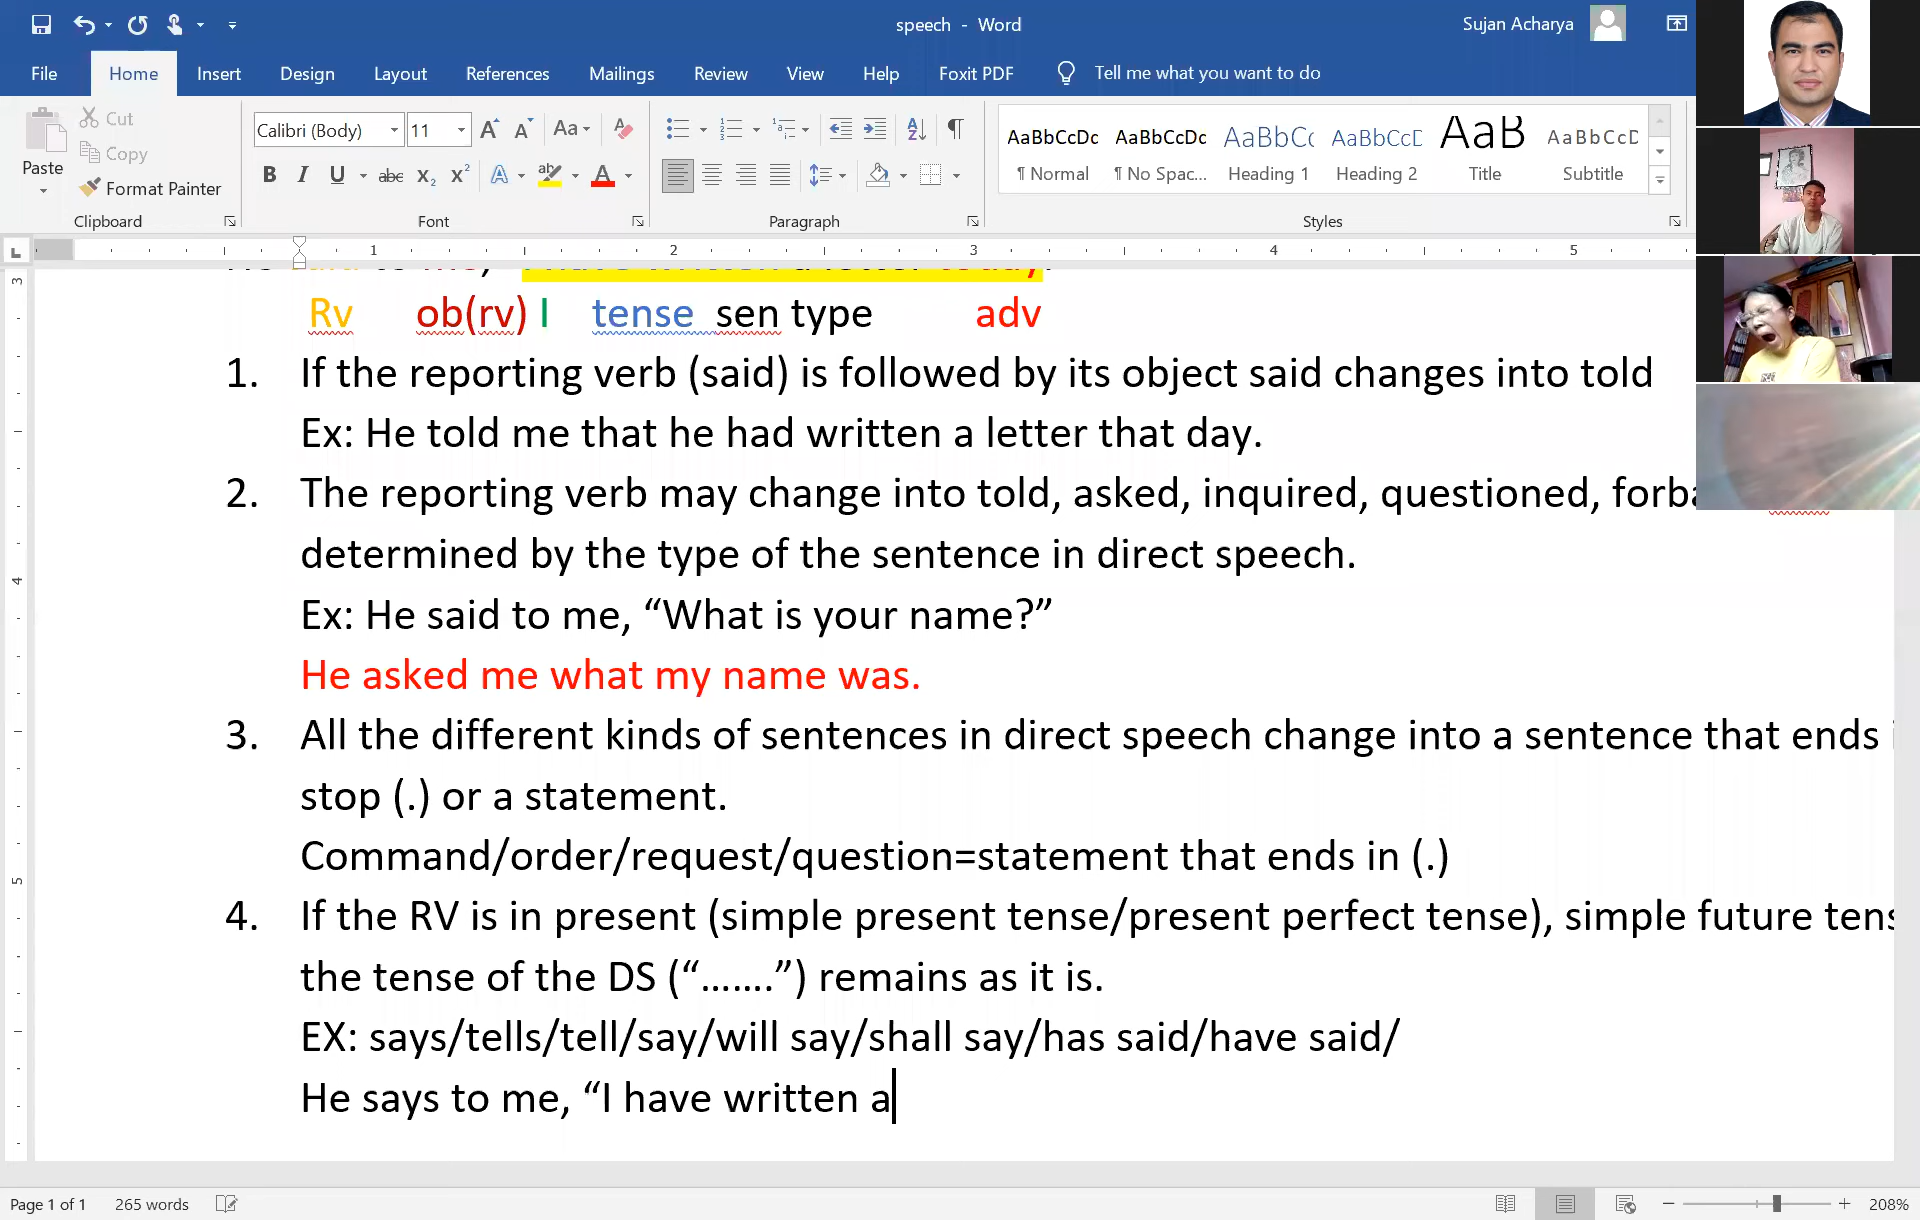 speech - Word
Sujan Acharya
File Home Insert Design Layout References Mailings Review View Help Foxit PDF Tell me what you want to do
Paste
Cut
Copy
Format Painter
Clipboard
Calibri (Body) 11
Font
Paragraph
AaBbCcDc AaBbCcDc AaBbCc AaBbCcD AaB AaBbCcD
¶ Normal ¶ No Spac... Heading 1 Heading 2 Title Subtitle
Styles
1 2 3 4 5
Rv ob(rv) I tense sen type adv
1. If the reporting verb (said) is followed by its object said changes into told
Ex: He told me that he had written a letter that day.
2. The reporting verb may change into told, asked, inquired, questioned,
determined by the type of the sentence in direct speech.
Ex: He said to me, “What is your name?”
He asked me what my name was.
3. All the different kinds of sentences in direct speech change into a sentence that ends
stop (.) or a statement.
Command/order/request/question=statement that ends in (.)
4. If the RV is in present (simple present tense/present perfect tense), simple future
the tense of the DS (“…….”) remains as it is.
EX: says/tells/tell/say/will say/shall say/has said/have said/
He says to me, “I have written a
3
4
5
Page 1 of 1 265 words 208%